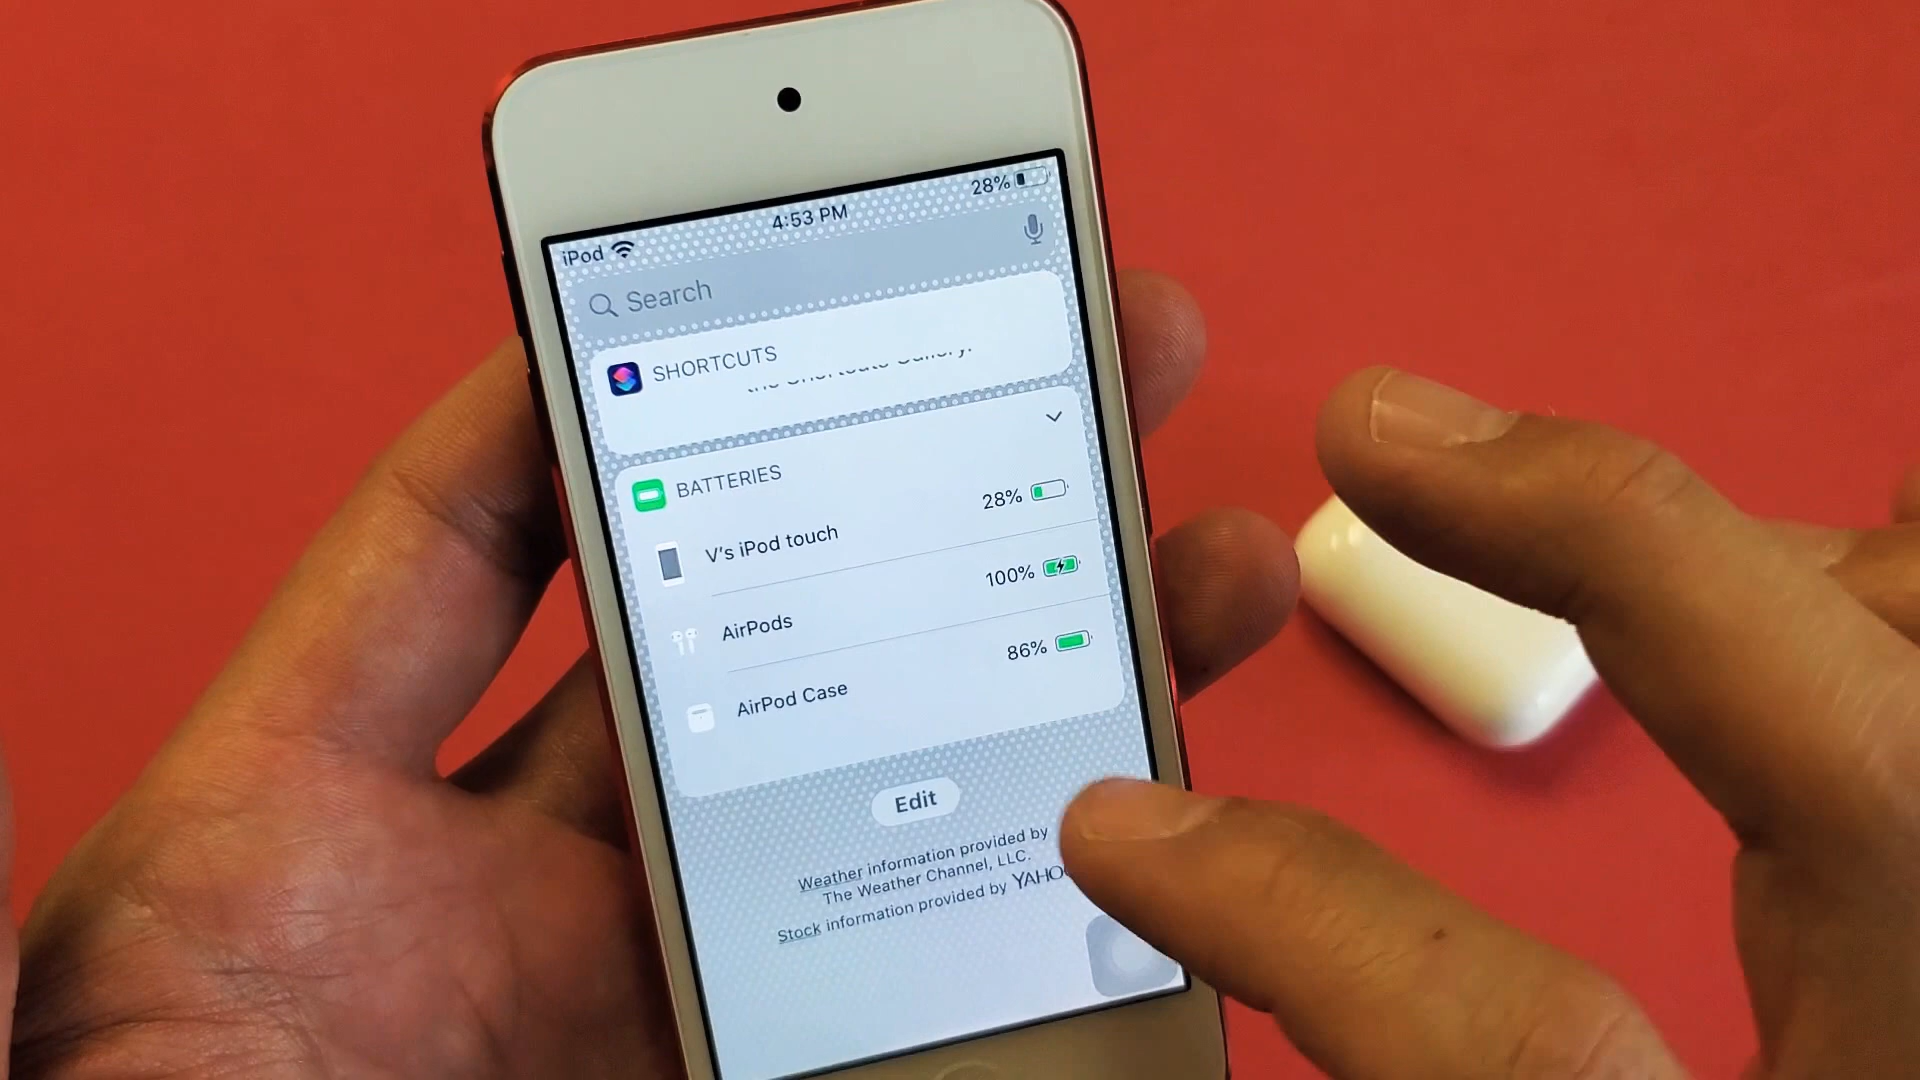 iPod 4:53 PM 28%
Search
SHORTCUTS
BATTERIES
V's iPod touch 28%
AirPods 100%
AirPod Case 86%
Edit
Weather information provided by
The Weather Channel, LLC.
Stock information provided by